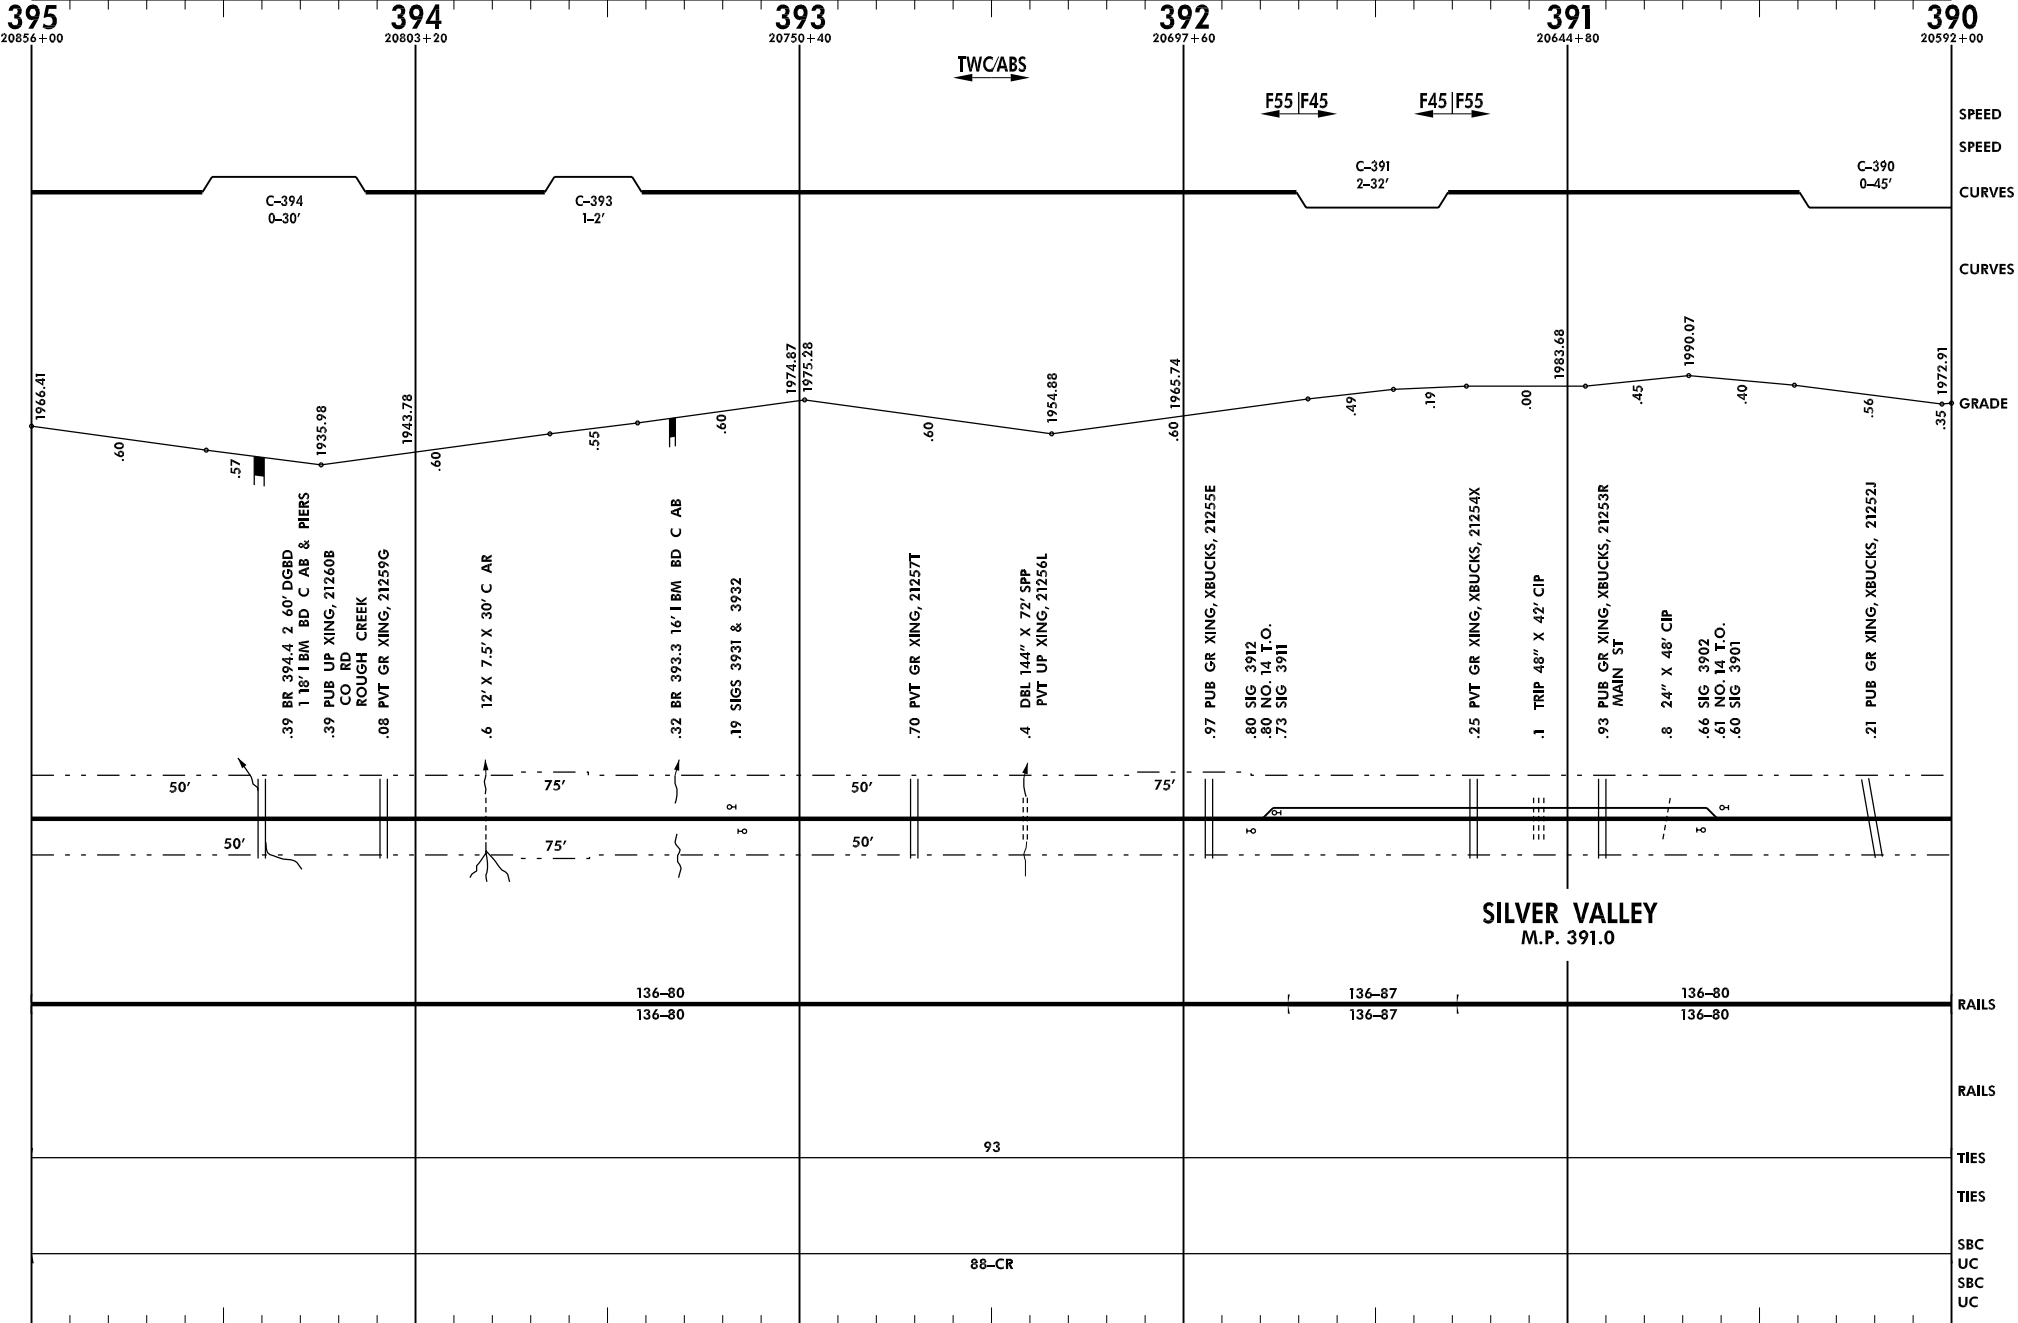 395 394 393 392 391 390
20856+00 20803+20 20750+40 20697+60 20644+80 20592+00
TWC/ABS
F55 F45 F45 F55
SPEED
SPEED
C–391
2–32'
C–390
0–45'
CURVES
C–394
0–30'
C–393
1–2'
CURVES
1966.41
1935.98
1943.78
1974.87
1975.28
1954.88
1965.74
1983.68
1990.07
1972.91
GRADE
.60
.57
.60
.55
.60
.60
.60
.49
.19
.00
.45
.40
.56
.35
.39 BR 394.4 2 60' DGBD
1 18' I BM BD C AB & PIERS
.39 PUB UP XING, 21260B
CO RD
ROUGH CREEK
.08 PVT GR XING, 21259G
.6 12' X 7.5' X 30' C AR
.32 BR 393.3 16' I BM BD C AB
.19 SIGS 3931 & 3932
.70 PVT GR XING, 21257T
.4 DBL 144" X 72' SPP
PVT UP XING, 21256L
.97 PUB GR XING, XBUCKS, 21255E
.80 SIG 3912
.80 NO. 14 T.O.
.73 SIG 3911
.25 PVT GR XING, XBUCKS, 21254X
.1 TRIP 48" X 42' CIP
.93 PUB GR XING, XBUCKS, 21253R
MAIN ST
.8 24" X 48' CIP
.66 SIG 3902
.61 NO. 14 T.O.
.60 SIG 3901
.21 PUB GR XING, XBUCKS, 21252J
50' 75' 50' 75'
50' 75' 50'
SILVER VALLEY
M.P. 391.0
136–80 136–87 136–80
RAILS
136–80 136–87 136–80
RAILS
93
TIES
TIES
SBC
88–CR
UC
SBC
UC